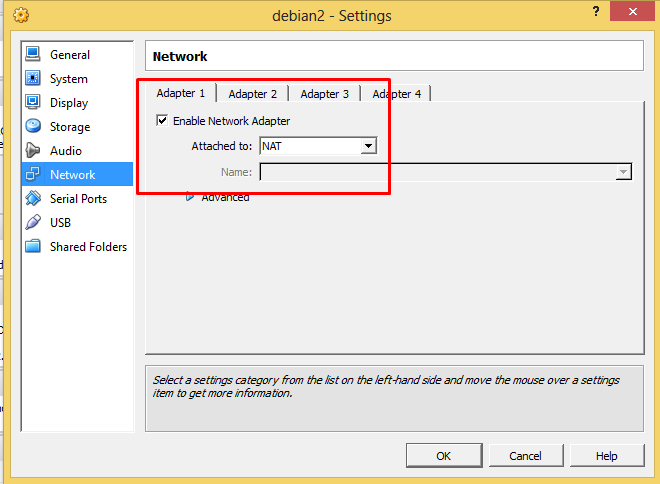 debian2 - Settings
?
General
System
Display
Storage
Audio
Network
Serial Ports
USB
Shared Folders
Network
Adapter 1 Adapter 2 Adapter 3 Adapter 4
Enable Network Adapter
Attached to: NAT
Name:
Advanced
Select a settings category from the list on the left-hand side and move the mouse over a settings
item to get more information.
OK Cancel Help